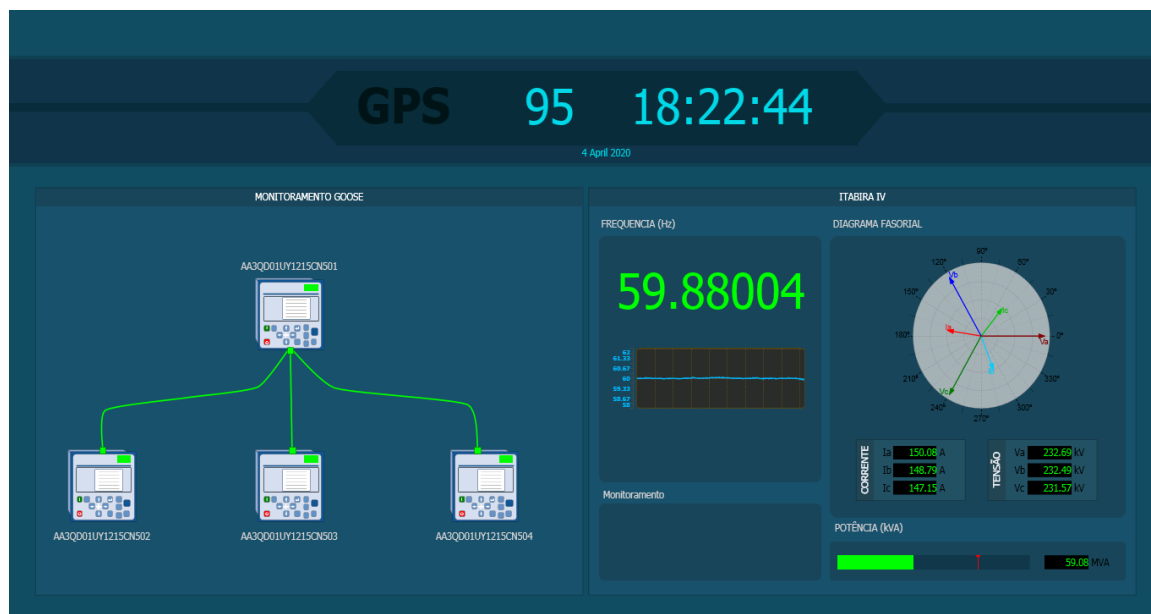 GPS 95 18:22:44
4 April 2020
MONITORAMENTO GOOSE
AA3QD01UY1215CN501
AA3QD01UY1215CN502
AA3QD01UY1215CN503
AA3QD01UY1215CN504
ITABIRA IV
FREQUENCIA (Hz)
59.88004
62
61.33
60.67
60
59.33
58.67
58
Monitoramento
DIAGRAMA FASORIAL
90°
120° 60°
Vb
150° 30°
Ic
Ia
180° 0°
Va
210° 330°
Vc
240° 300°
270°
CORRENTE
Ia 150.08 A
Ib 148.79 A
Ic 147.15 A
TENSÃO
Va 232.69 kV
Vb 232.49 kV
Vc 231.57 kV
POTÊNCIA (kVA)
59.08 MVA